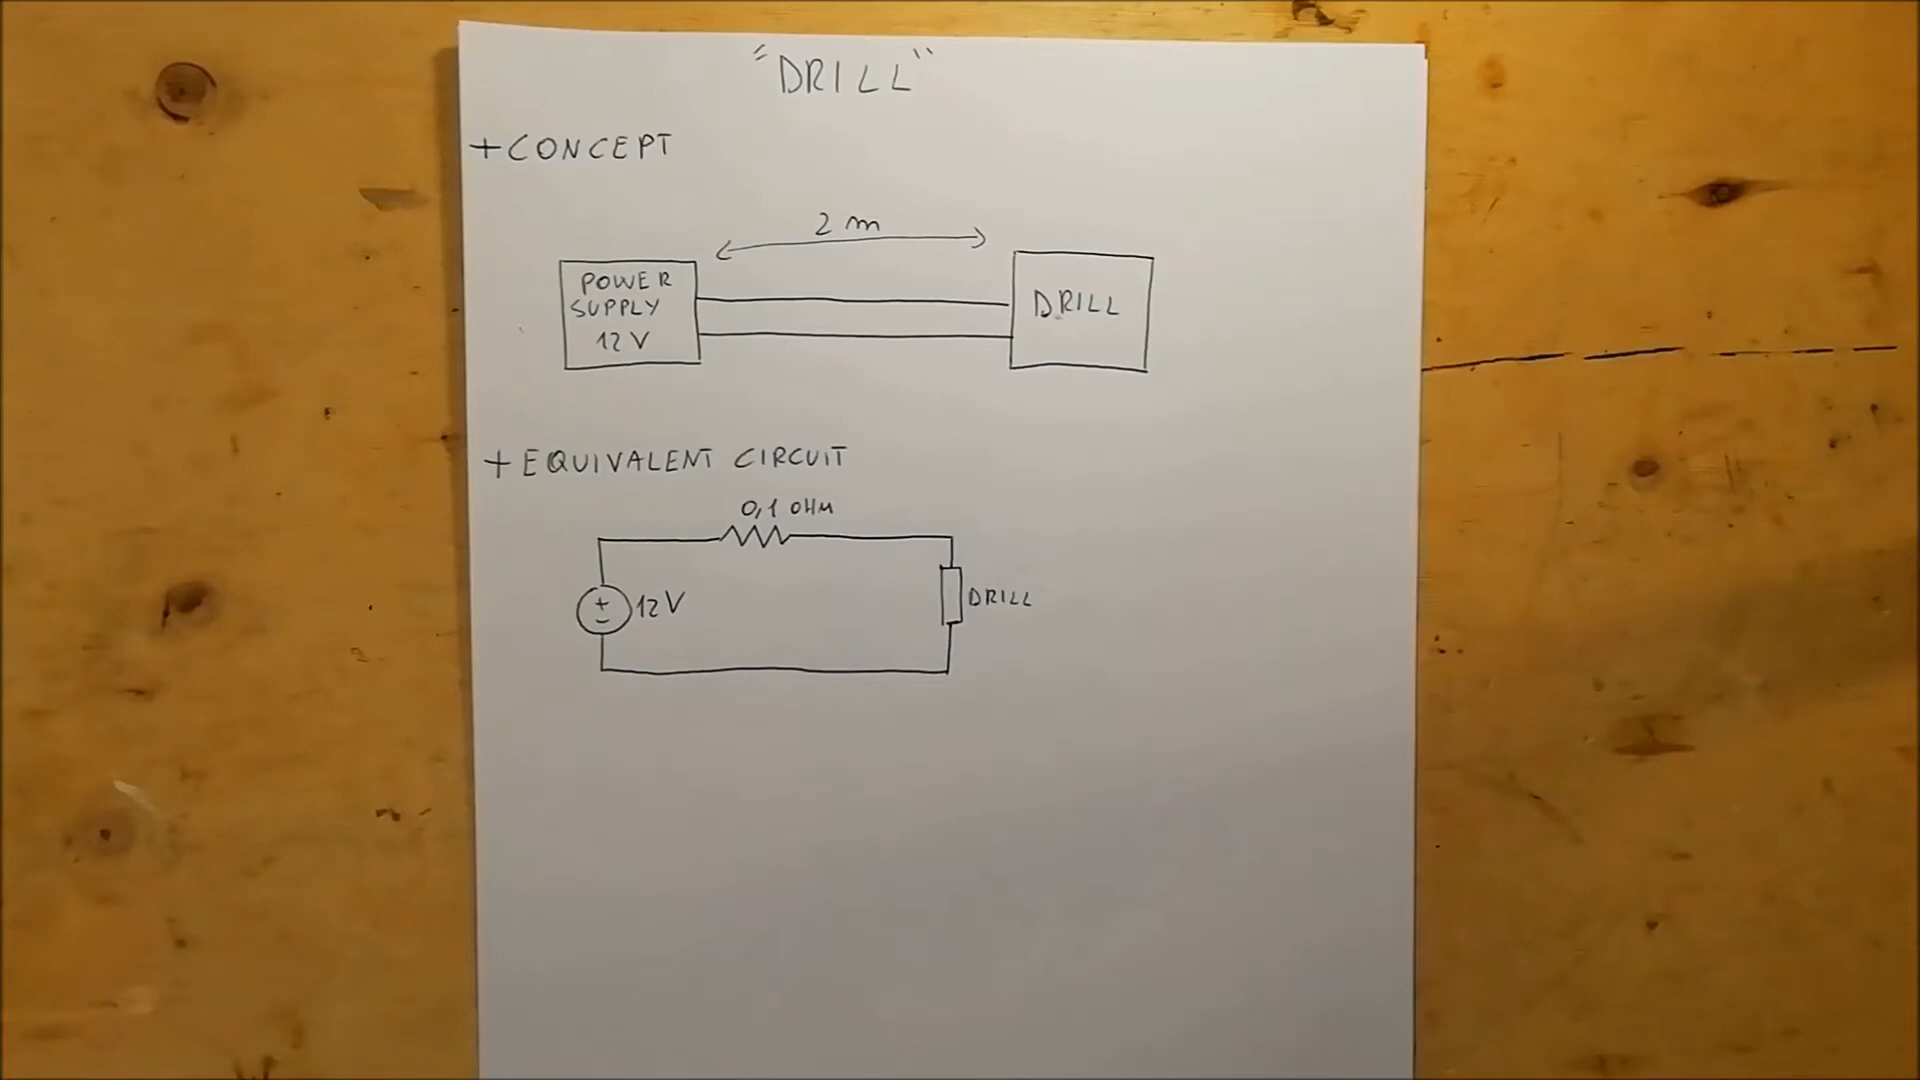 "DRILL"
+ CONCEPT
2 m
POWER
SUPPLY
12 V
DRILL
+ EQUIVALENT CIRCUIT
0,1 OHM
+
-
12 V
DRILL